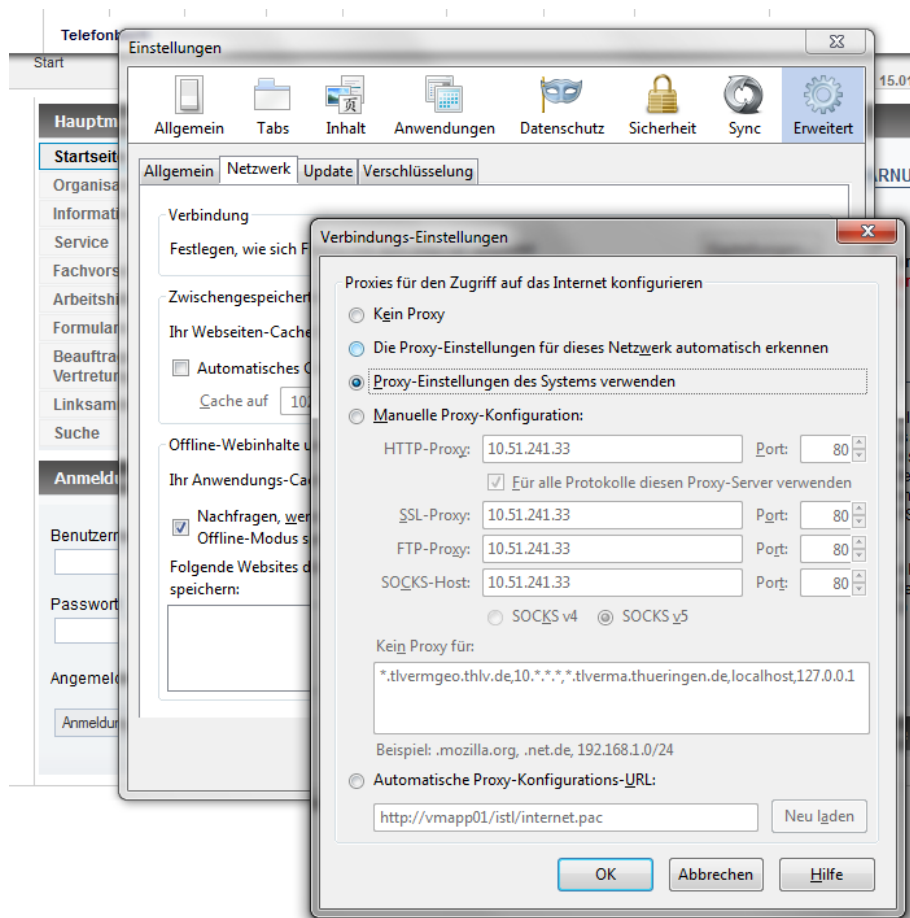 Telefonb
Start
15.01
Hauptm
Startseit
Organisa
Informati
Service
Fachvors
Arbeitshi
Formular
Beauftra
Vertretun
Linksam
Suche
Anmeldu
Benutzern
Passwort
Angemeld
Anmeldun
ARNU
Einstellungen
Allgemein Tabs Inhalt Anwendungen Datenschutz Sicherheit Sync Erweitert
Allgemein Netzwerk Update Verschlüsselung
Verbindung
Festlegen, wie sich F
Zwischengespeichert
Ihr Webseiten-Cache
Automatisches C
Cache auf 102
Offline-Webinhalte u
Ihr Anwendungs-Cac
Nachfragen, wer
Offline-Modus s
Folgende Websites d
speichern:
Verbindungs-Einstellungen
Proxies für den Zugriff auf das Internet konfigurieren
Kein Proxy
Die Proxy-Einstellungen für dieses Netzwerk automatisch erkennen
Proxy-Einstellungen des Systems verwenden
Manuelle Proxy-Konfiguration:
HTTP-Proxy: 10.51.241.33 Port: 80
Für alle Protokolle diesen Proxy-Server verwenden
SSL-Proxy: 10.51.241.33 Port: 80
FTP-Proxy: 10.51.241.33 Port: 80
SOCKS-Host: 10.51.241.33 Port: 80
SOCKS v4 SOCKS v5
Kein Proxy für:
*.tlvermgeo.thlv.de,10.*.*.*,*.tlverma.thueringen.de,localhost,127.0.0.1
Beispiel: .mozilla.org, .net.de, 192.168.1.0/24
Automatische Proxy-Konfigurations-URL:
http://vmapp01/istl/internet.pac Neu laden
OK Abbrechen Hilfe